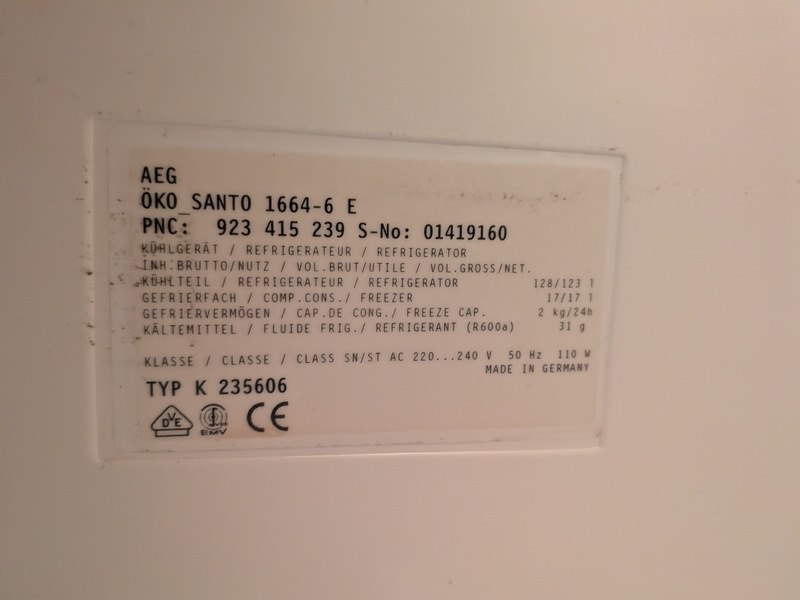 AEG
ÖKO_SANTO 1664-6 E
PNC: 923 415 239 S-No: 01419160
KÜHLGERÄT / REFRIGERATEUR / REFRIGERATOR
INH.BRUTTO/NUTZ / VOL.BRUT/UTILE / VOL.GROSS/NET.
KÜHLTEIL / REFRIGERATEUR / REFRIGERATOR 128/123 l
GEFRIERFACH / COMP.CONS./ FREEZER 17/17 l
GEFRIERVERMÖGEN / CAP.DE CONG./ FREEZE CAP. 2 kg/24h
KÄLTEMITTEL / FLUIDE FRIG./ REFRIGERANT (R600a) 31 g
KLASSE / CLASSE / CLASS SN/ST AC 220...240 V 50 Hz 110 W
MADE IN GERMANY
TYP K 235606
DVE EMV CE